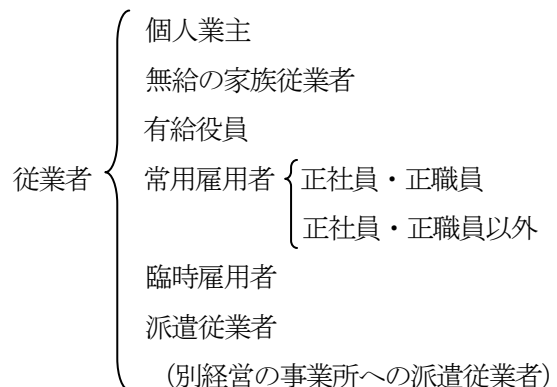 個人業主
無給の家族従業者
有給役員
従業者
常用雇用者
正社員・正職員
正社員・正職員以外
臨時雇用者
派遣従業者
(別経営の事業所への派遣従業者)